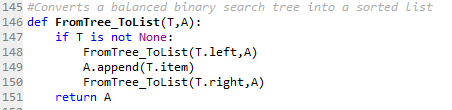 145 #Converts a balanced binary search tree into a sorted list
146 def FromTree_ToList(T,A):
147     if T is not None:
148         FromTree_ToList(T.left,A)
149         A.append(T.item)
150         FromTree_ToList(T.right,A)
151     return A